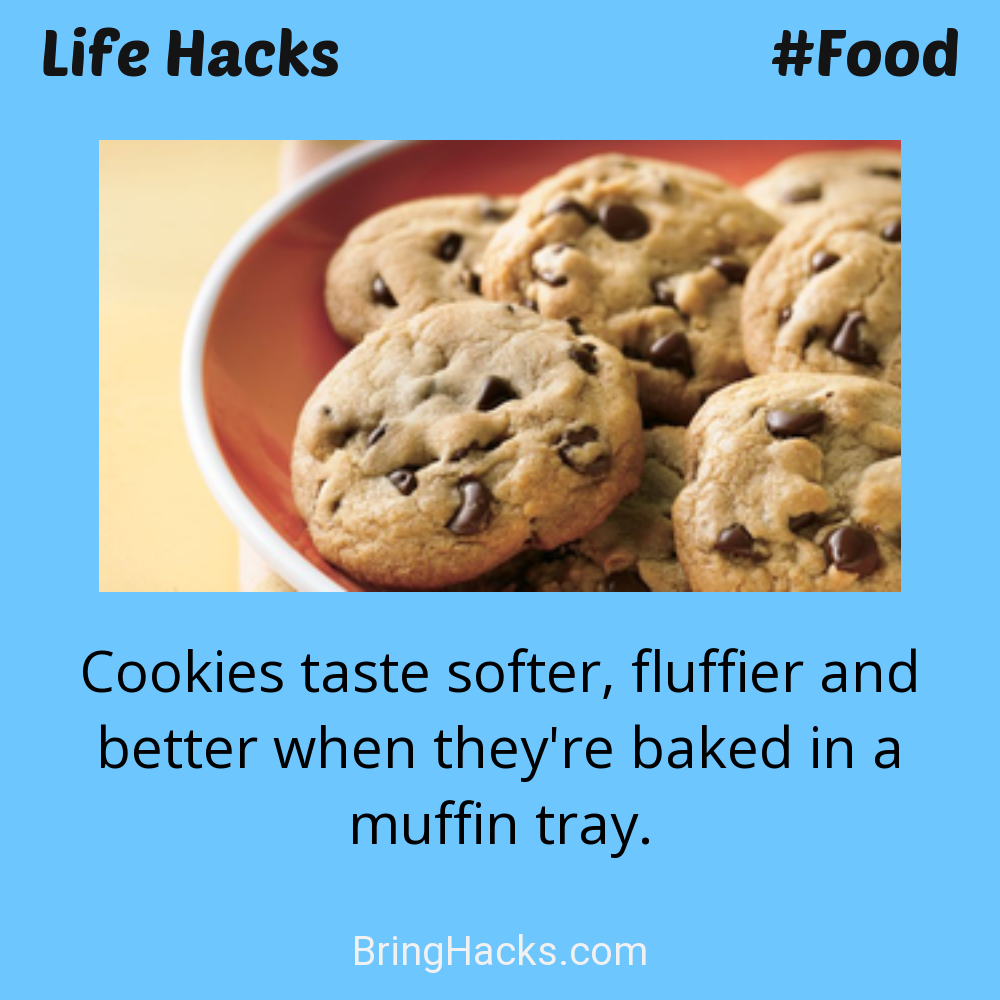 Life Hacks
#Food
Cookies taste softer, fluffier and
better when they're baked in a
muffin tray.
BringHacks.com